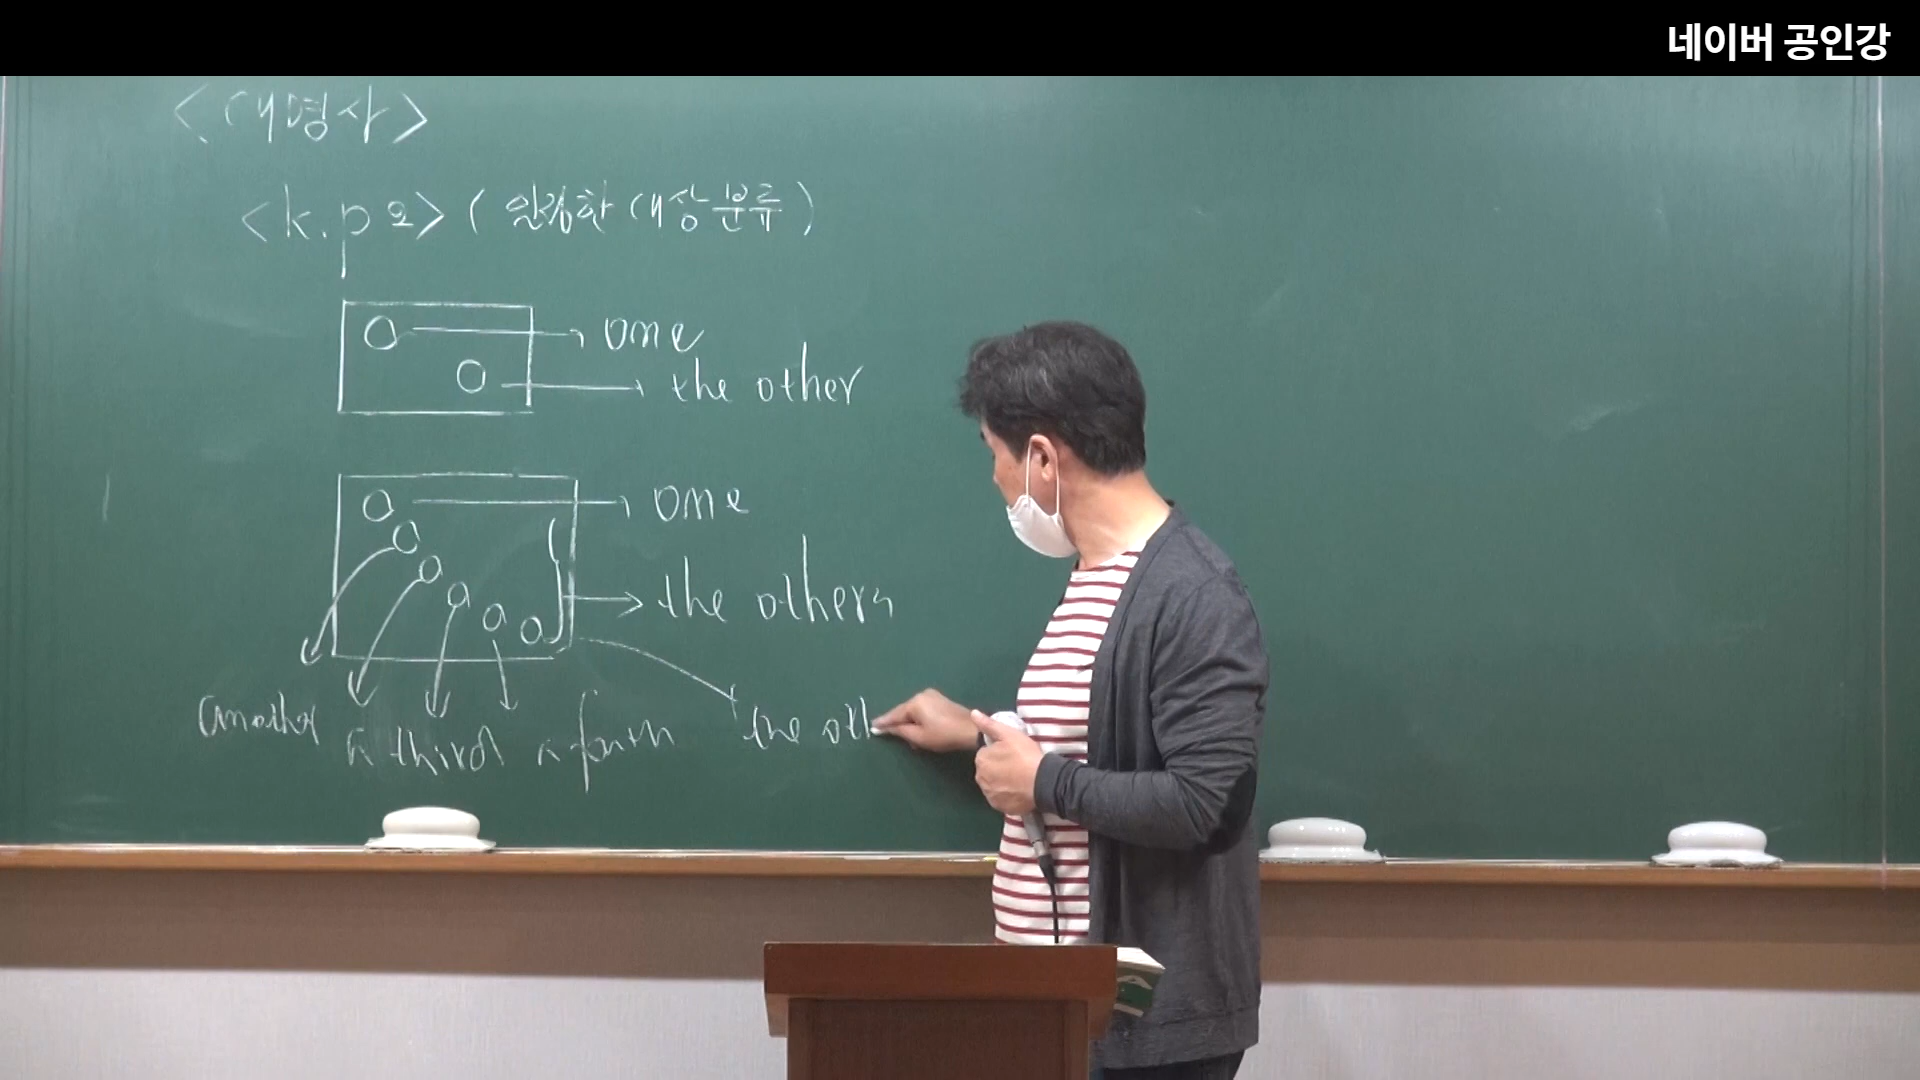 네이버 공인강
<대명사>
<k.p 2> ( 일정한 대상 분류 )
one
the other
one
the others
another a third a fourth the oth